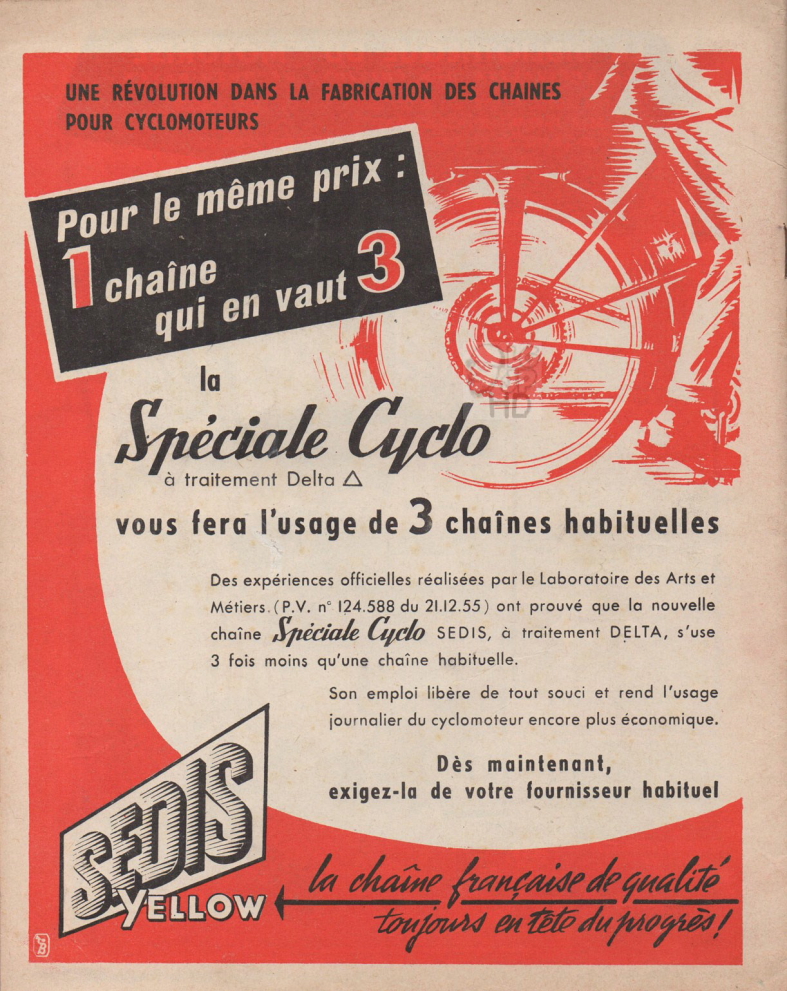 UNE RÉVOLUTION DANS LA FABRICATION DES CHAINES
POUR CYCLOMOTEURS
Pour le même prix :
1 chaîne
qui en vaut 3
la
Spéciale Cyclo
à traitement Delta △
vous fera l'usage de 3 chaînes habituelles
Des expériences officielles réalisées par le Laboratoire des Arts et
Métiers. (P.V. n° 124.588 du 21.12.55) ont prouvé que la nouvelle
chaîne Spéciale Cyclo SEDIS, à traitement DELTA, s'use
3 fois moins qu'une chaîne habituelle.
Son emploi libère de tout souci et rend l'usage
journalier du cyclomoteur encore plus économique.
Dès maintenant,
exigez-la de votre fournisseur habituel
SEDIS
YELLOW
la chaîne française de qualité
toujours en tête du progrès !